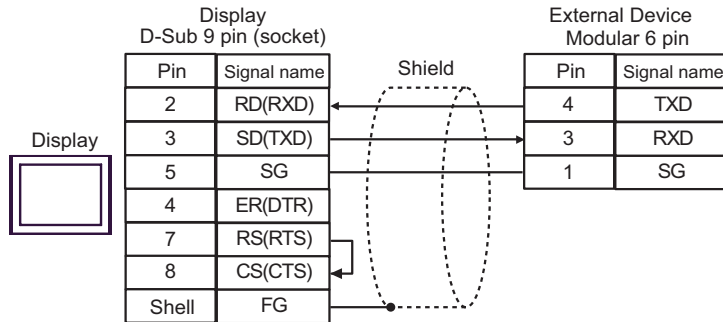 Display
D-Sub 9 pin (socket)
External Device
Modular 6 pin
Pin Signal name Shield Pin Signal name
2 RD(RXD) 4 TXD
Display 3 SD(TXD) 3 RXD
5 SG 1 SG
4 ER(DTR)
7 RS(RTS)
8 CS(CTS)
Shell FG